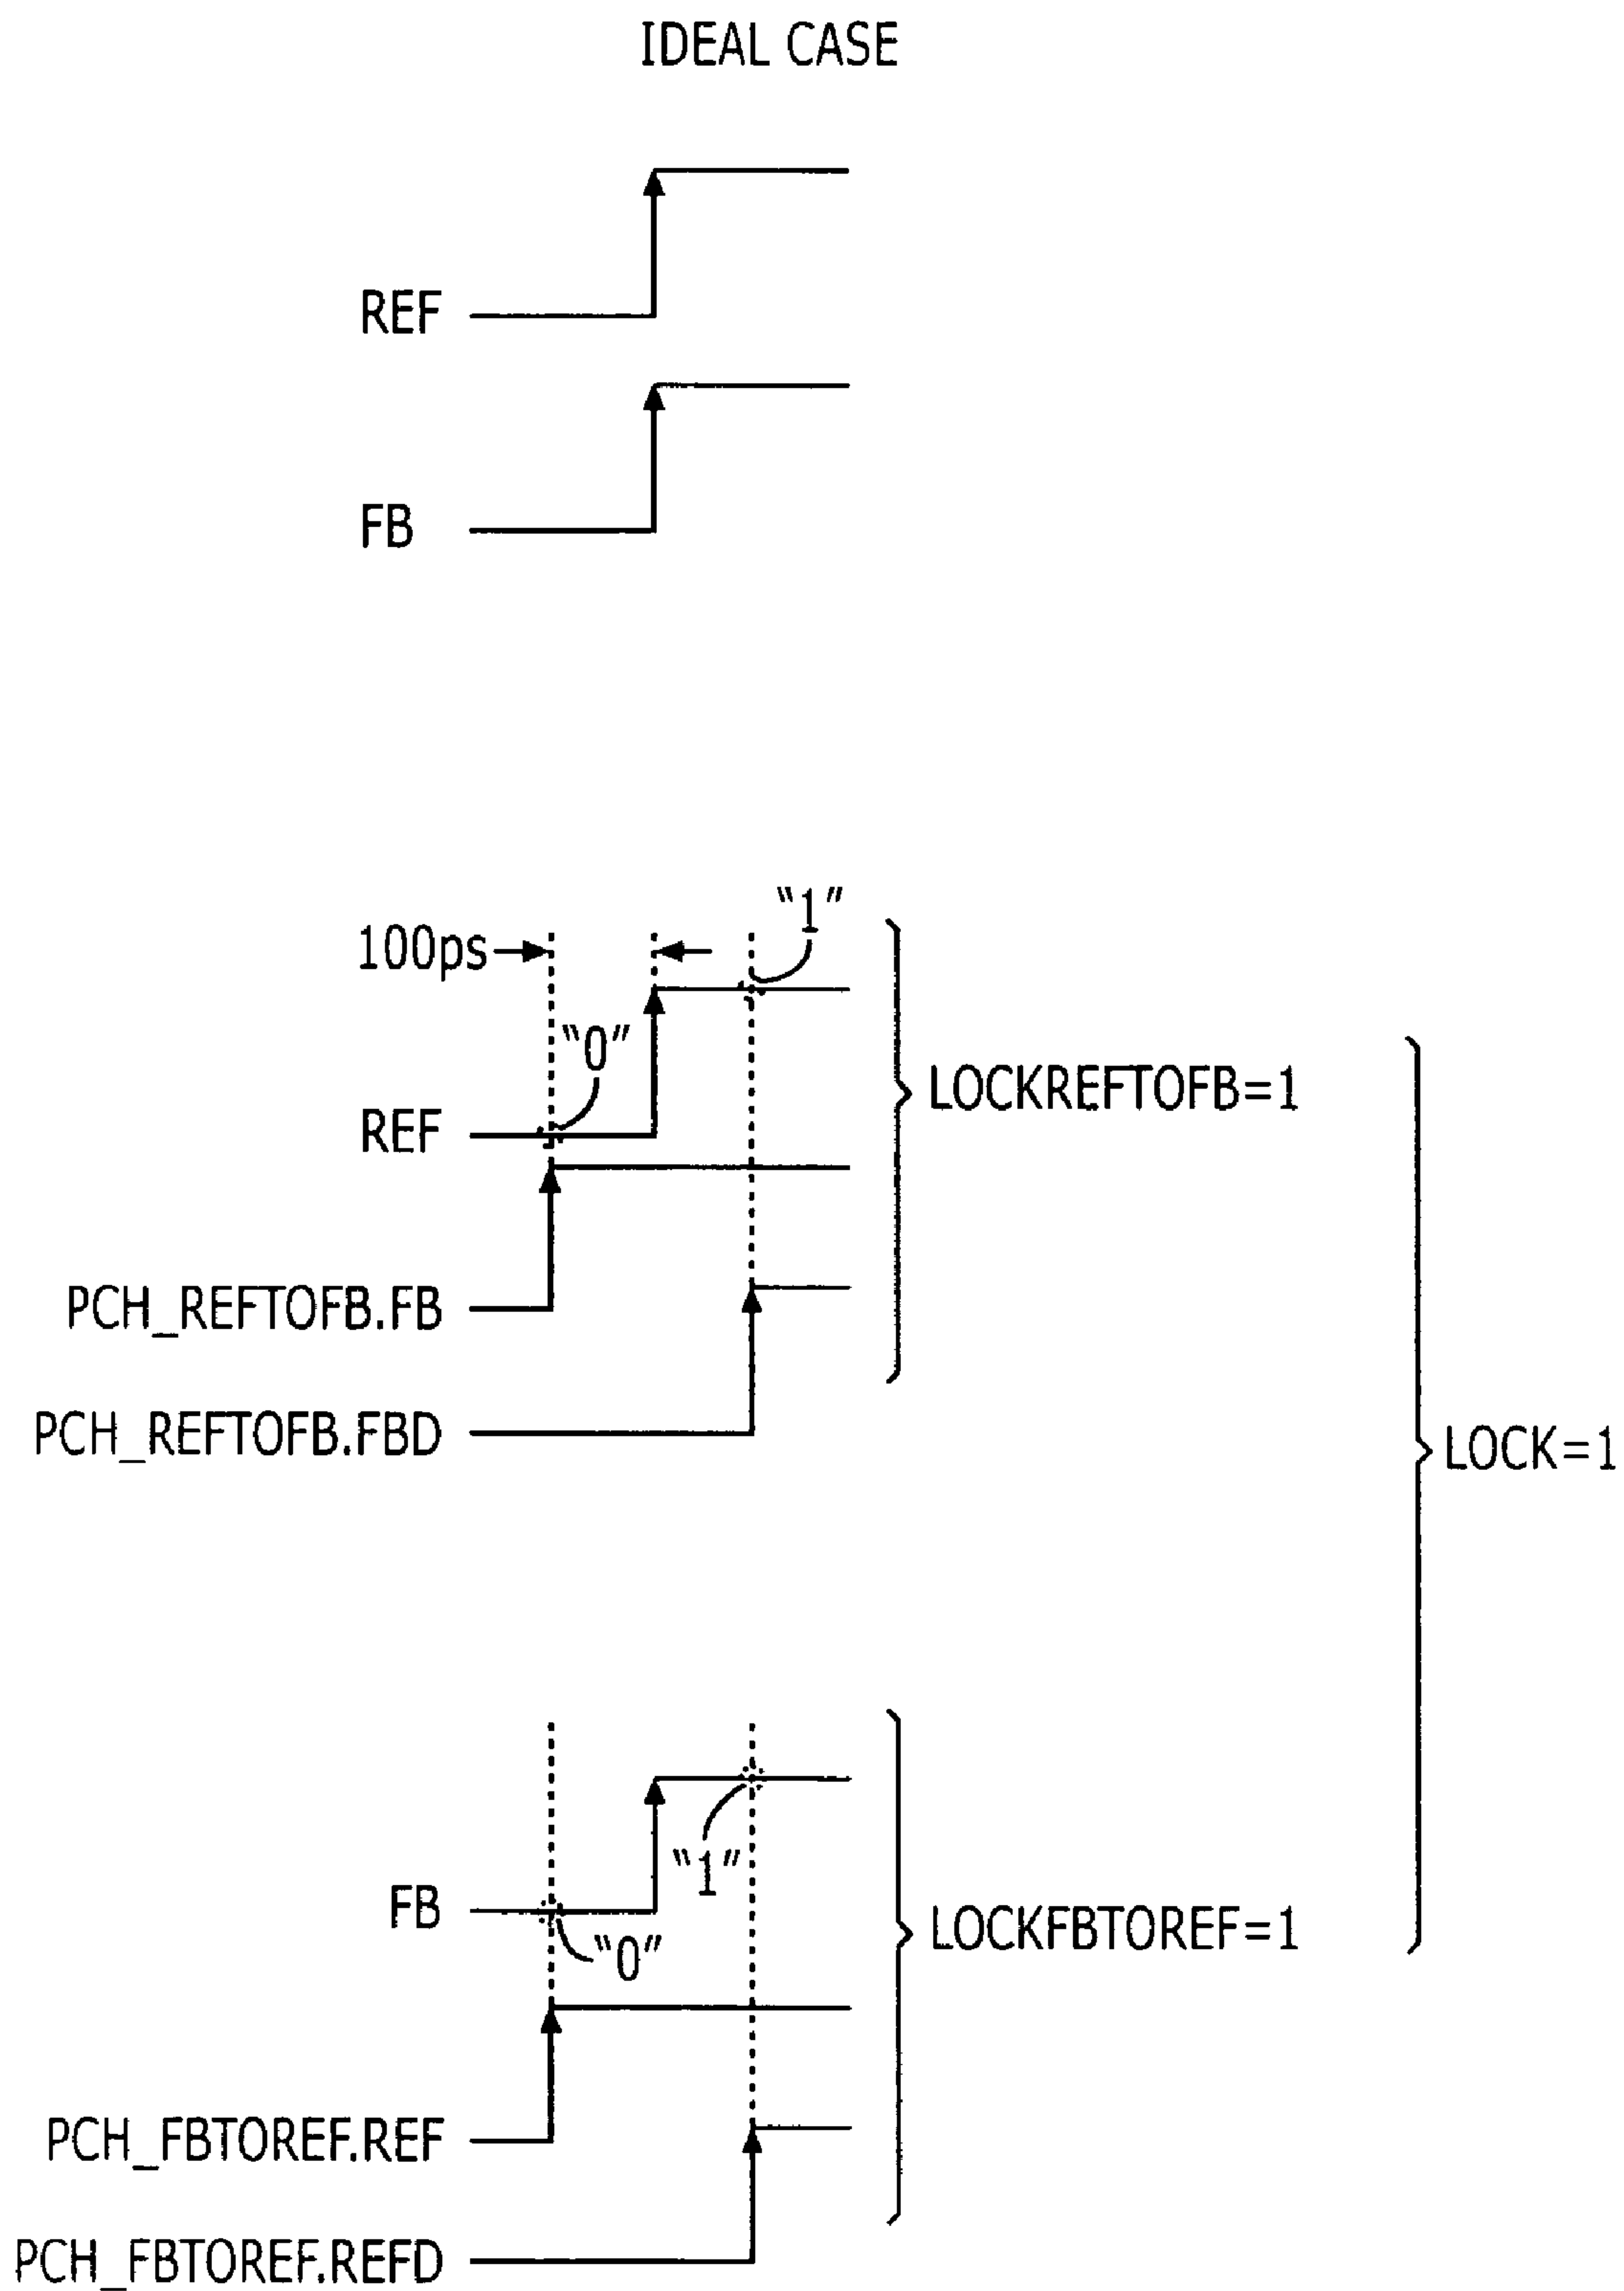 IDEAL CASE
REF
FB
“1”
100ps
“0”
REF
LOCKREFTOFB=1
PCH_REFTOFB.FB
PCH_REFTOFB.FBD
LOCK=1
“1”
FB
“0”
LOCKFBTOREF=1
PCH_FBTOREF.REF
PCH_FBTOREF.REFD